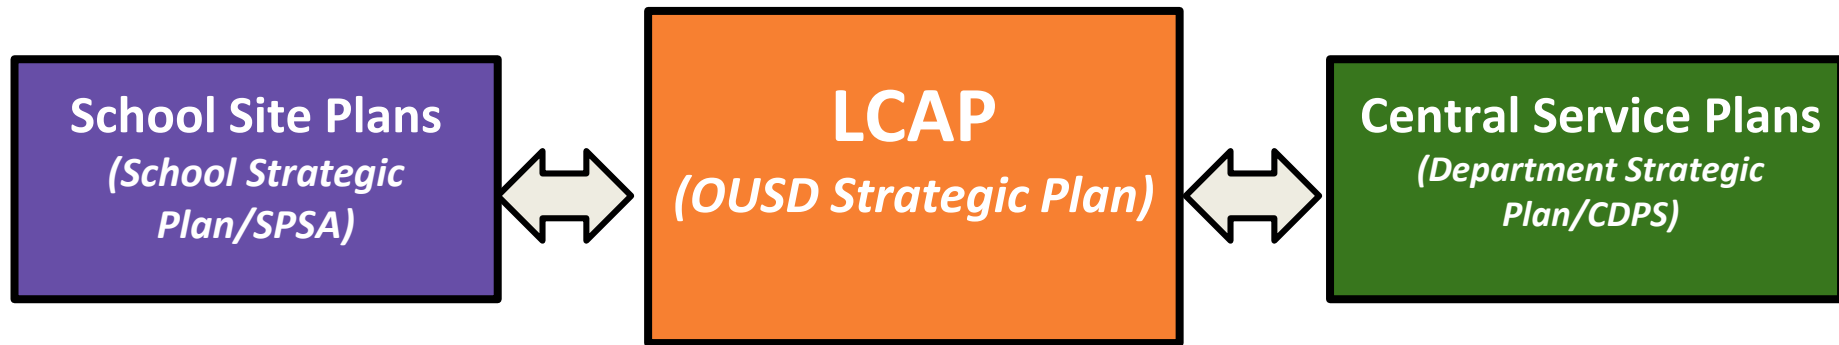 School Site Plans
(School Strategic
Plan/SPSA)
LCAP
(OUSD Strategic Plan)
Central Service Plans
(Department Strategic
Plan/CDPS)